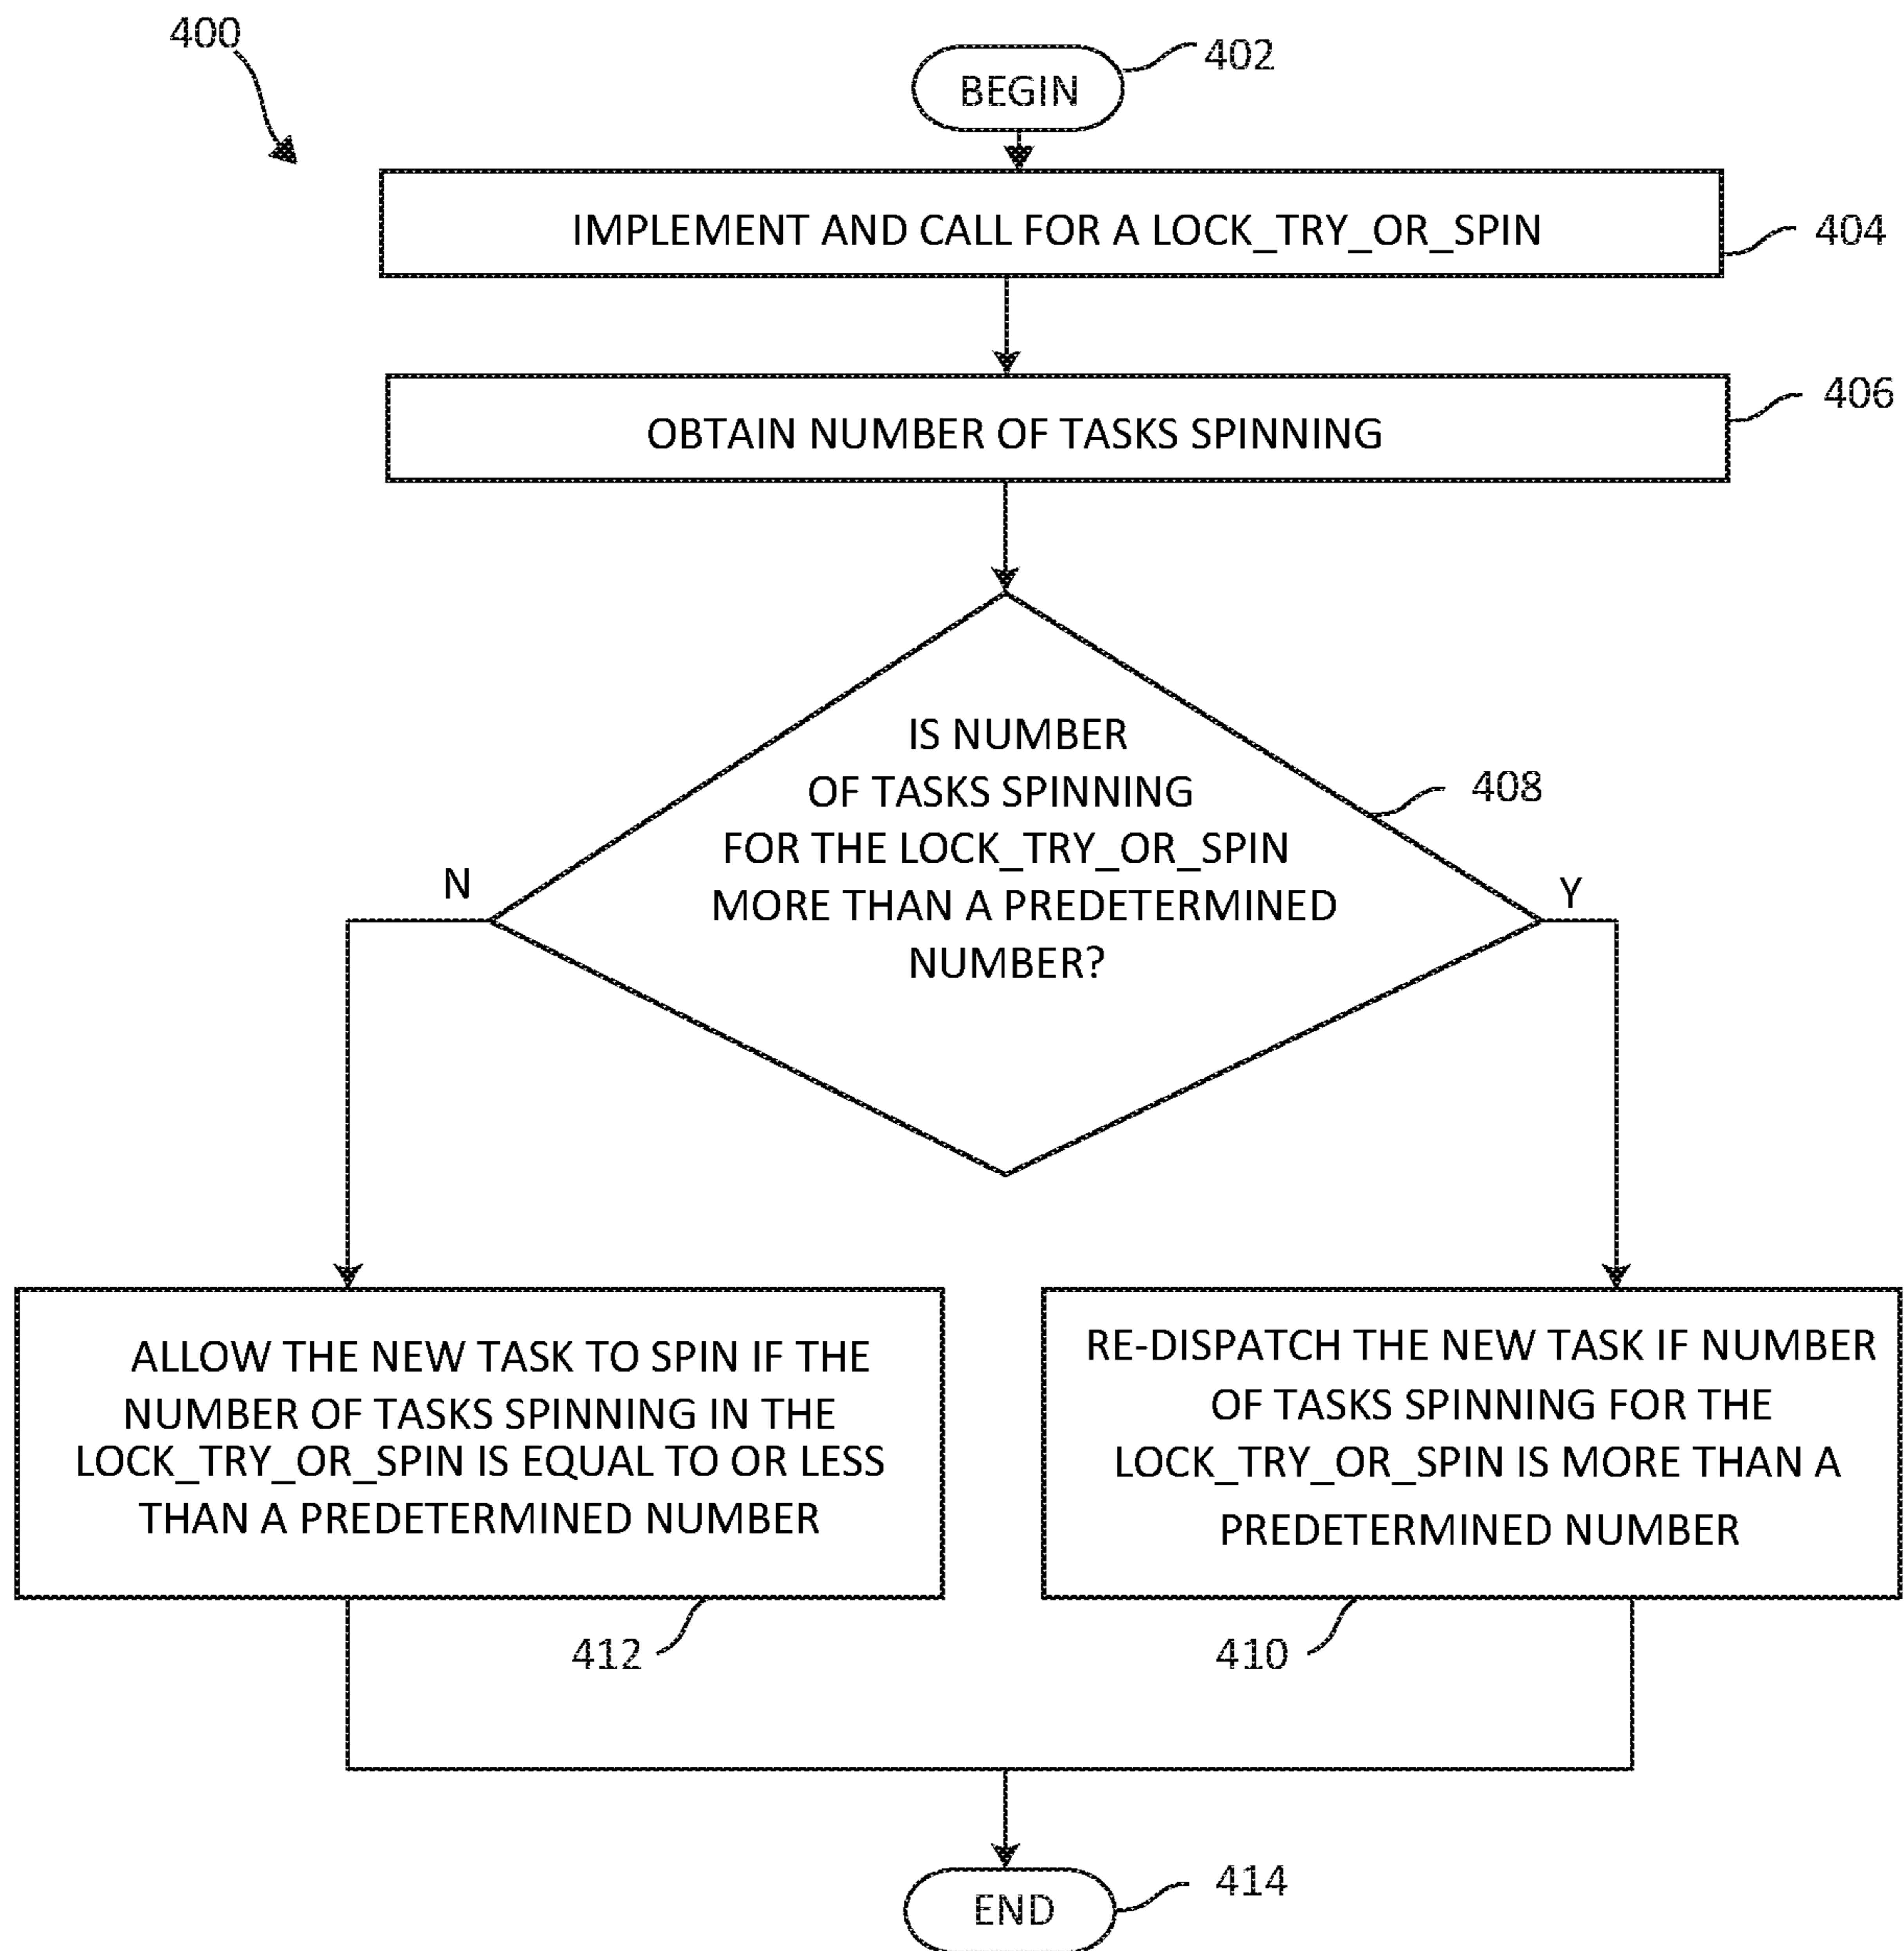 400
BEGIN
402
IMPLEMENT AND CALL FOR A LOCK_TRY_OR_SPIN
404
OBTAIN NUMBER OF TASKS SPINNING
406
IS NUMBER
OF TASKS SPINNING
FOR THE LOCK_TRY_OR_SPIN
MORE THAN A PREDETERMINED
NUMBER?
408
N
Y
ALLOW THE NEW TASK TO SPIN IF THE
NUMBER OF TASKS SPINNING IN THE
LOCK_TRY_OR_SPIN IS EQUAL TO OR LESS
THAN A PREDETERMINED NUMBER
412
RE-DISPATCH THE NEW TASK IF NUMBER
OF TASKS SPINNING FOR THE
LOCK_TRY_OR_SPIN IS MORE THAN A
PREDETERMINED NUMBER
410
END
414